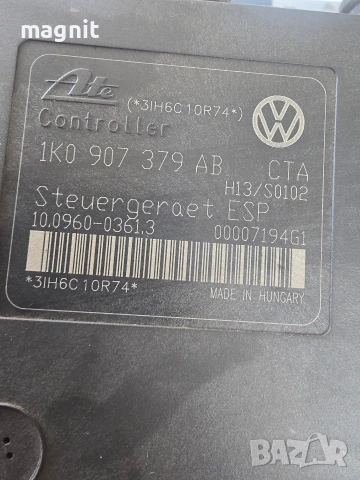 magnit
Ate (*3IH6C10R74*)
Controller
1K0 907 379 AB CTA
H13/S0102
Steuergeraet ESP
10.0960-0361.3 00007194G1
*3IH6C10R74*
MADE IN HUNGARY
BAZAR
bg